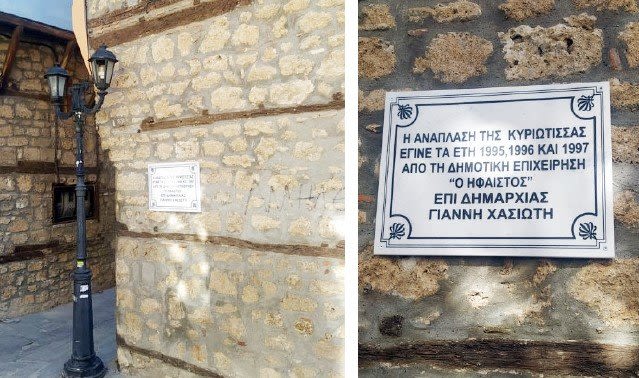 Η ΑΝΑΠΛΑΣΗ ΤΗΣ ΚΥΡΙΩΤΙΣΣΑΣ
ΕΓΙΝΕ ΤΑ ΕΤΗ 1995,1996 ΚΑΙ 1997
ΑΠΟ ΤΗ ΔΗΜΟΤΙΚΗ ΕΠΙΧΕΙΡΗΣΗ
“Ο ΗΦΑΙΣΤΟΣ”
ΕΠΙ ΔΗΜΑΡΧΙΑΣ
ΓΙΑΝΝΗ ΧΑΣΙΩΤΗ